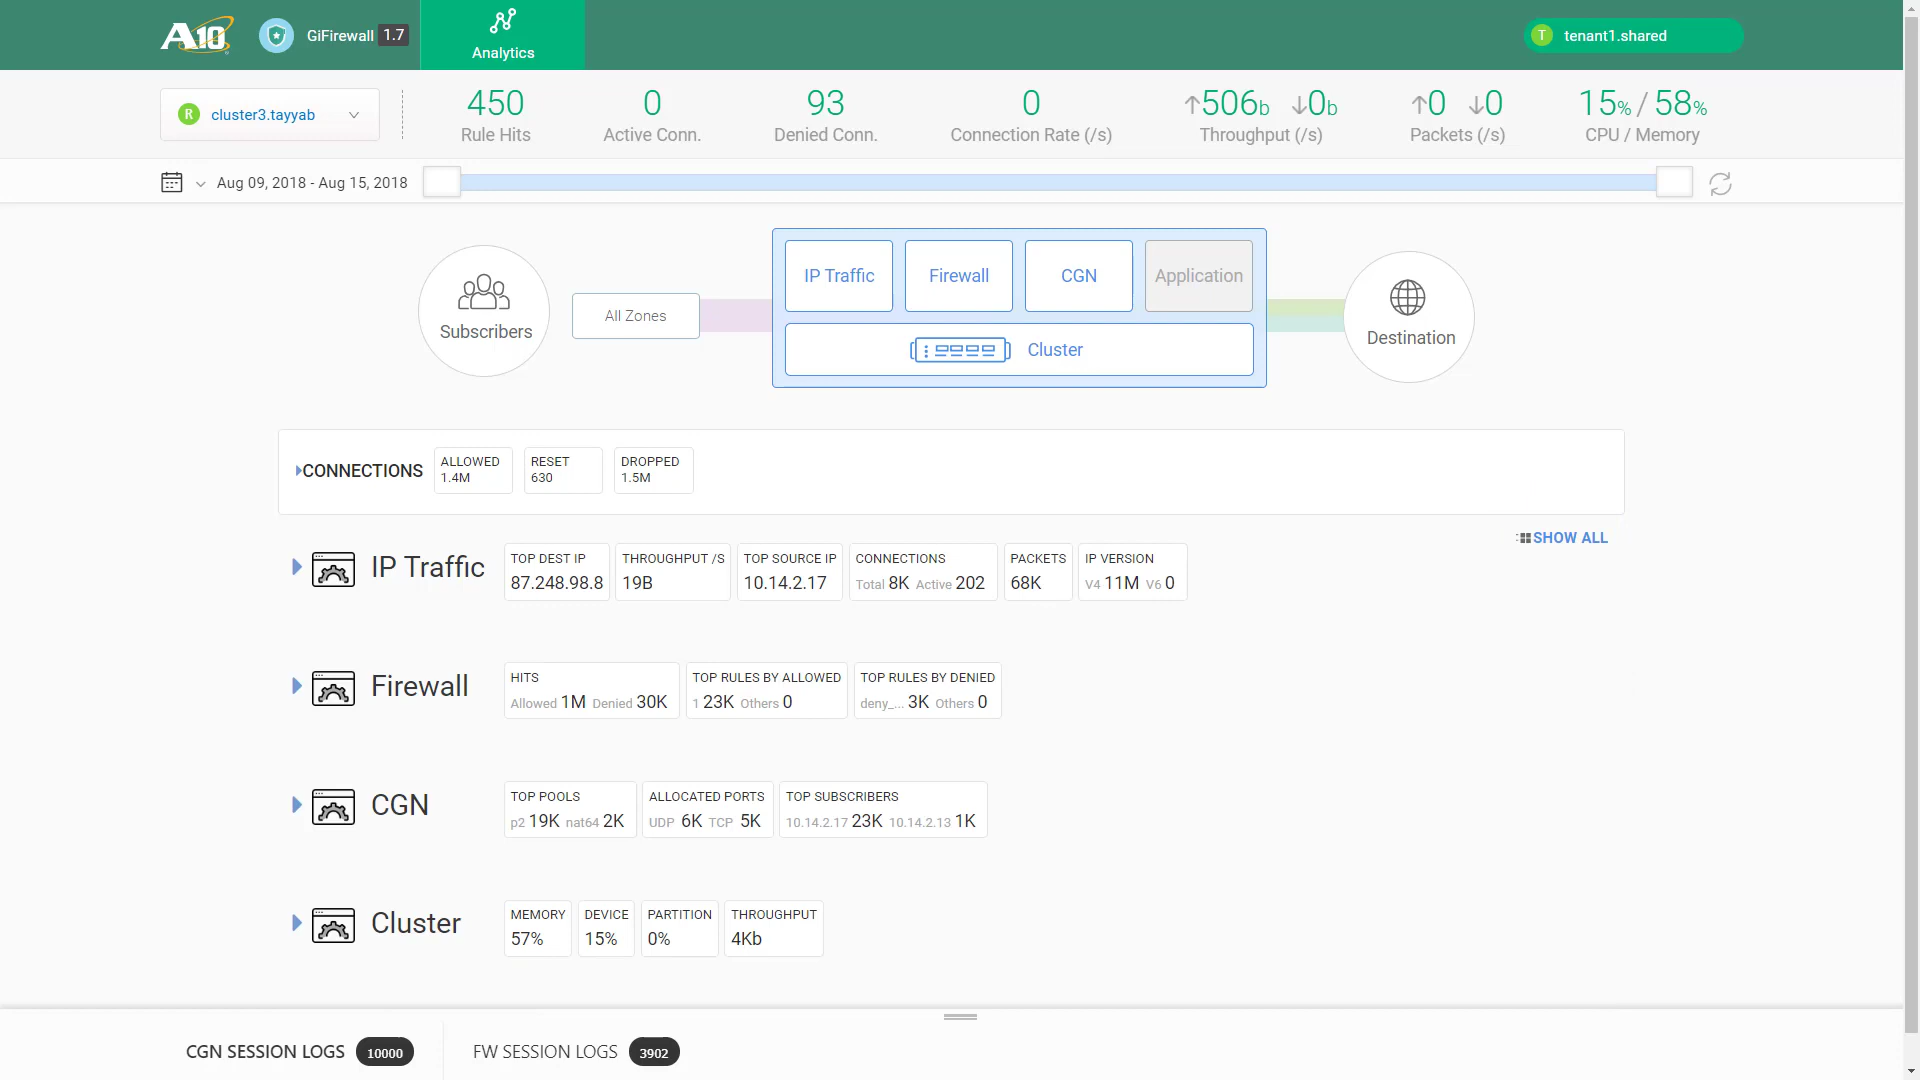 A10 GiFirewall 1.7
Analytics
T tenant1.shared
R cluster3.tayyab
450
Rule Hits
0
Active Conn.
93
Denied Conn.
0
Connection Rate (/s)
↑506b ↓0b
Throughput (/s)
↑0 ↓0
Packets (/s)
15% / 58%
CPU / Memory
Aug 09, 2018 - Aug 15, 2018
Subscribers
All Zones
IP Traffic
Firewall
CGN
Application
Cluster
Destination
CONNECTIONS
ALLOWED
1.4M
RESET
630
DROPPED
1.5M
SHOW ALL
IP Traffic
TOP DEST IP
87.248.98.8
THROUGHPUT /S
19B
TOP SOURCE IP
10.14.2.17
CONNECTIONS
Total 8K Active 202
PACKETS
68K
IP VERSION
V4 11M V6 0
Firewall
HITS
Allowed 1M Denied 30K
TOP RULES BY ALLOWED
1 23K Others 0
TOP RULES BY DENIED
deny_... 3K Others 0
CGN
TOP POOLS
p2 19K nat64 2K
ALLOCATED PORTS
UDP 6K TCP 5K
TOP SUBSCRIBERS
10.14.2.17 23K 10.14.2.13 1K
Cluster
MEMORY
57%
DEVICE
15%
PARTITION
0%
THROUGHPUT
4Kb
CGN SESSION LOGS 10000
FW SESSION LOGS 3902